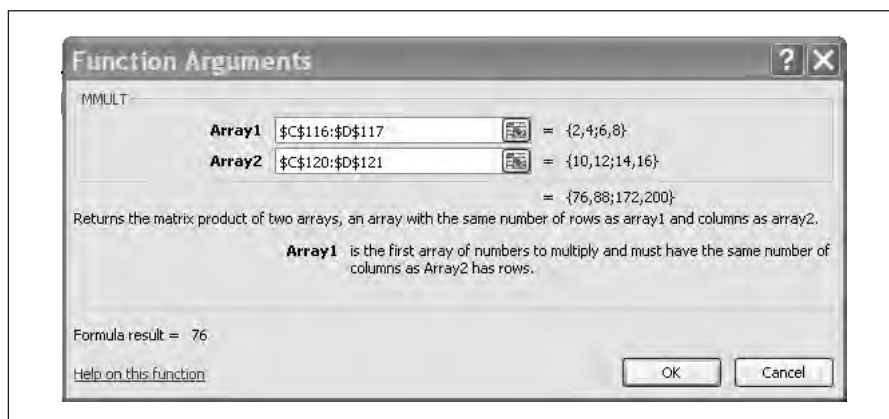 Function Arguments
MMULT
Array1 $C$116:$D$117 = {2,4;6,8}
Array2 $C$120:$D$121 = {10,12;14,16}
= {76,88;172,200}
Returns the matrix product of two arrays, an array with the same number of rows as array1 and columns as array2.
Array1 is the first array of numbers to multiply and must have the same number of
columns as Array2 has rows.
Formula result = 76
Help on this function OK Cancel